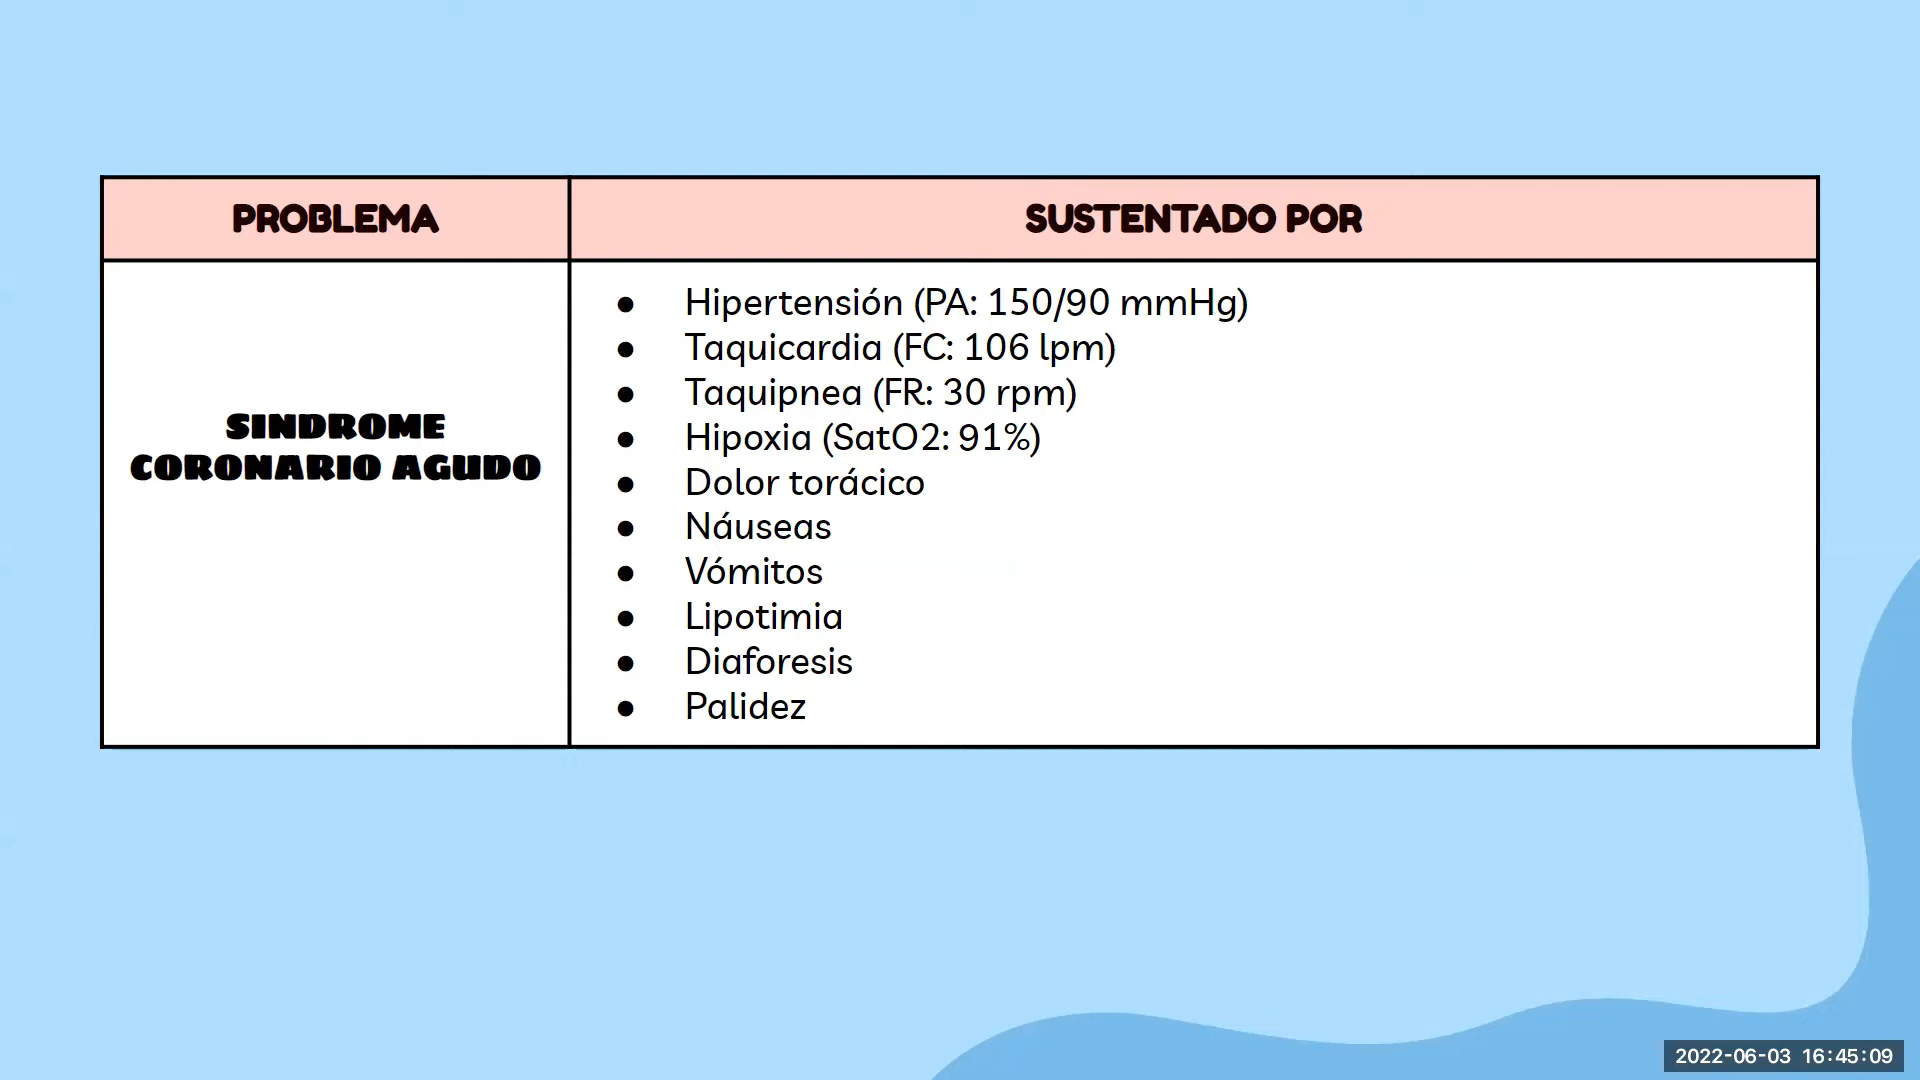 PROBLEMA
SUSTENTADO POR
SINDROME
CORONARIO AGUDO
● Hipertensión (PA: 150/90 mmHg)
● Taquicardia (FC: 106 lpm)
● Taquipnea (FR: 30 rpm)
● Hipoxia (SatO2: 91%)
● Dolor torácico
● Náuseas
● Vómitos
● Lipotimia
● Diaforesis
● Palidez
2022-06-03 16:45:09